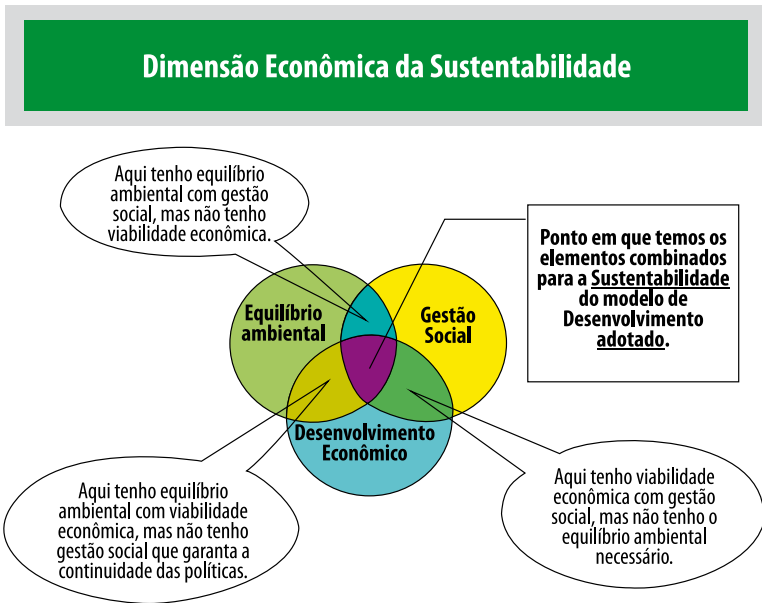 Dimensão Econômica da Sustentabilidade
Aqui tenho equilíbrio
ambiental com gestão
social, mas não tenho
viabilidade econômica.
Ponto em que temos os
elementos combinados
para a Sustentabilidade
do modelo de
Desenvolvimento
adotado.
Equilíbrio
ambiental
Gestão
Social
Desenvolvimento
Econômico
Aqui tenho equilíbrio
ambiental com viabilidade
econômica, mas não tenho
gestão social que garanta a
continuidade das políticas.
Aqui tenho viabilidade
econômica com gestão
social, mas não tenho o
equilíbrio ambiental
necessário.